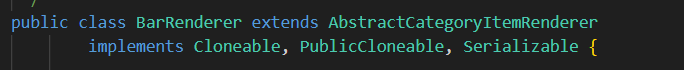 */
public class BarRenderer extends AbstractCategoryItemRenderer
implements Cloneable, PublicCloneable, Serializable {